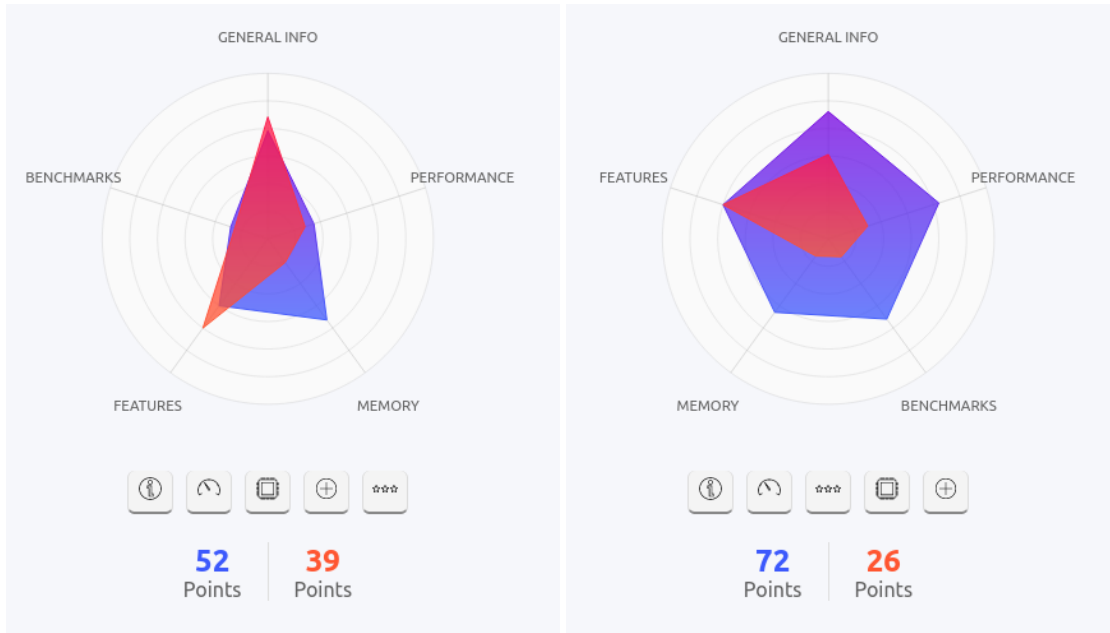 GENERAL INFO
BENCHMARKS
PERFORMANCE
FEATURES
MEMORY
52
Points
39
Points
GENERAL INFO
FEATURES
PERFORMANCE
MEMORY
BENCHMARKS
72
Points
26
Points